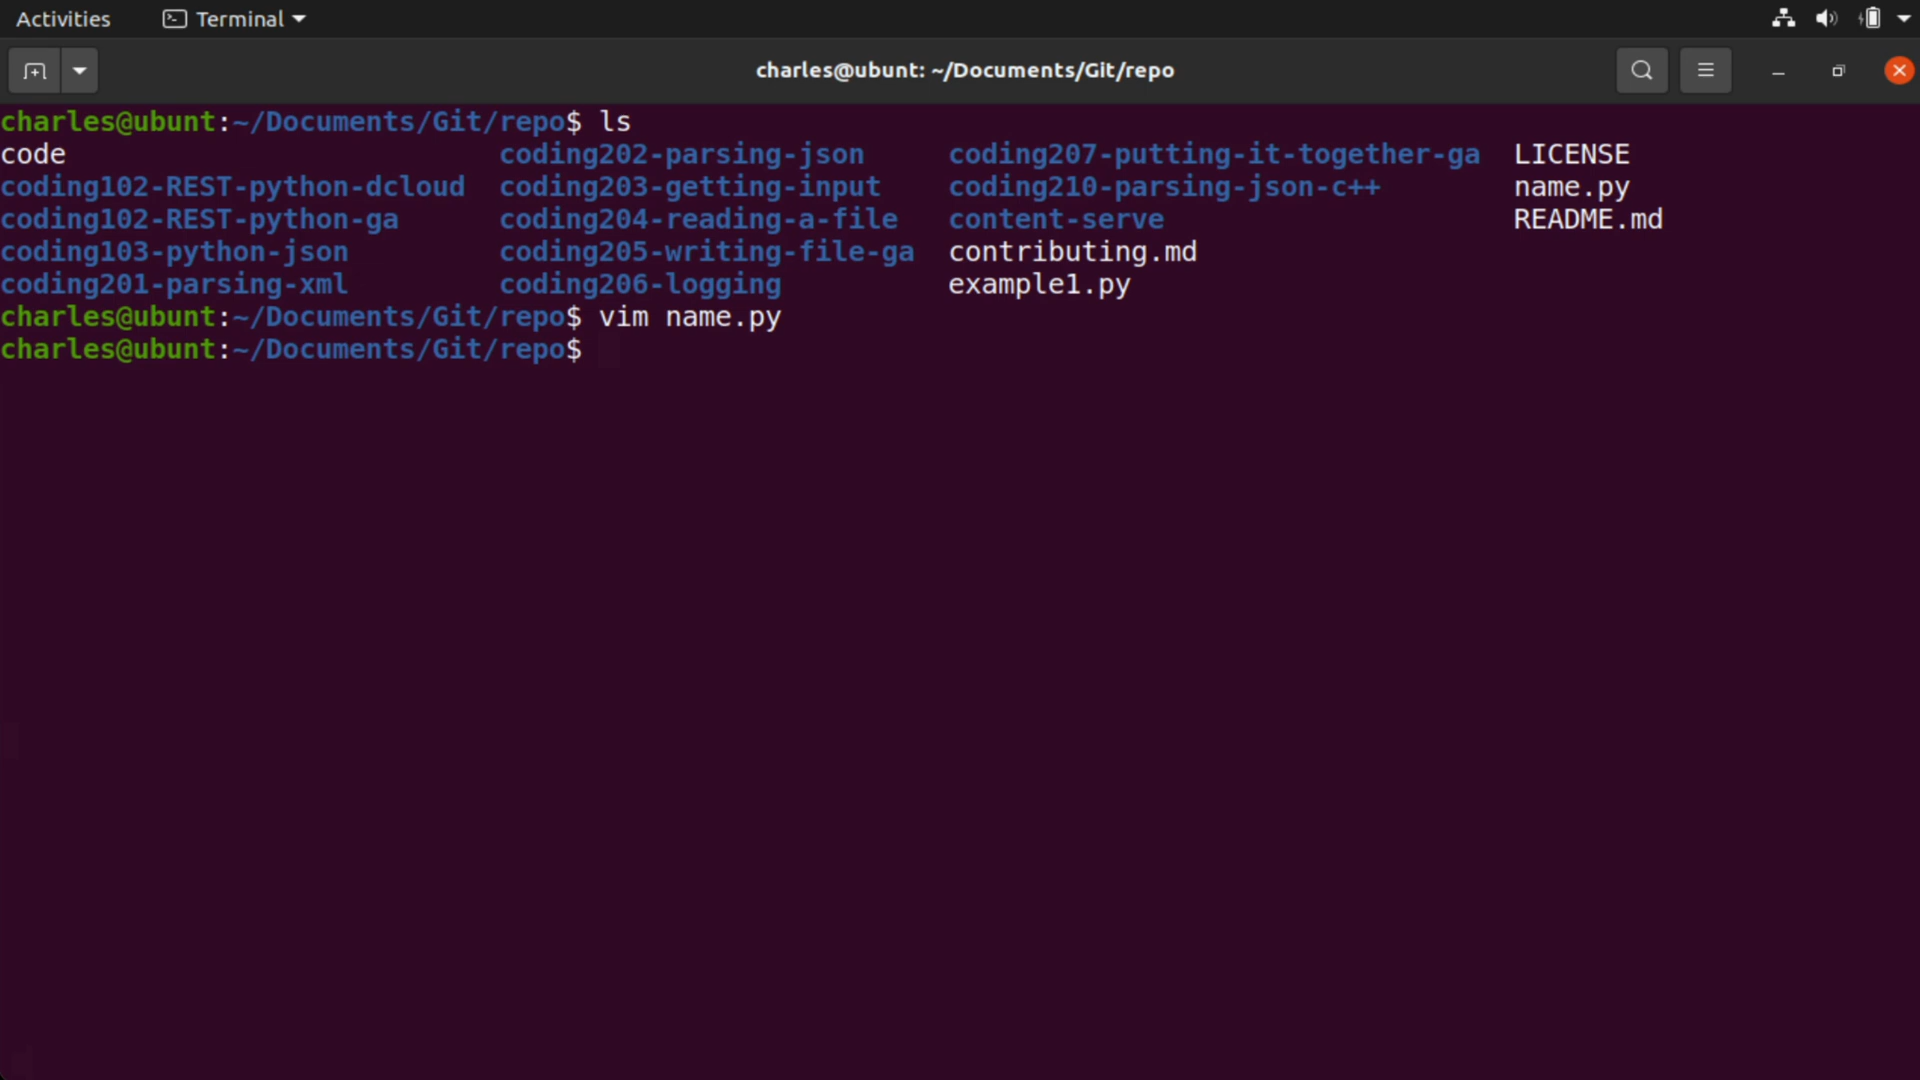 Activities Terminal
charles@ubunt: ~/Documents/Git/repo
charles@ubunt:~/Documents/Git/repo$ ls
code coding202-parsing-json coding207-putting-it-together-ga LICENSE
coding102-REST-python-dcloud coding203-getting-input coding210-parsing-json-c++ name.py
coding102-REST-python-ga coding204-reading-a-file content-serve README.md
coding103-python-json coding205-writing-file-ga contributing.md
coding201-parsing-xml coding206-logging example1.py
charles@ubunt:~/Documents/Git/repo$ vim name.py
charles@ubunt:~/Documents/Git/repo$